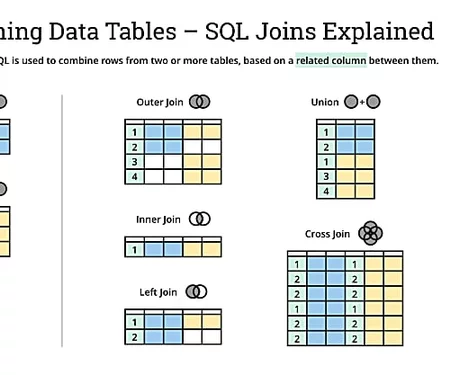 ning Data Tables – SQL Joins Explained
QL is used to combine rows from two or more tables, based on a related column between them.
Outer Join
1
2
3
4
Inner Join
1
Left Join
1
2
Union
+
1
2
1
4
Cross Join
1 1
2 1
2 2
1 2
2 2
2 2